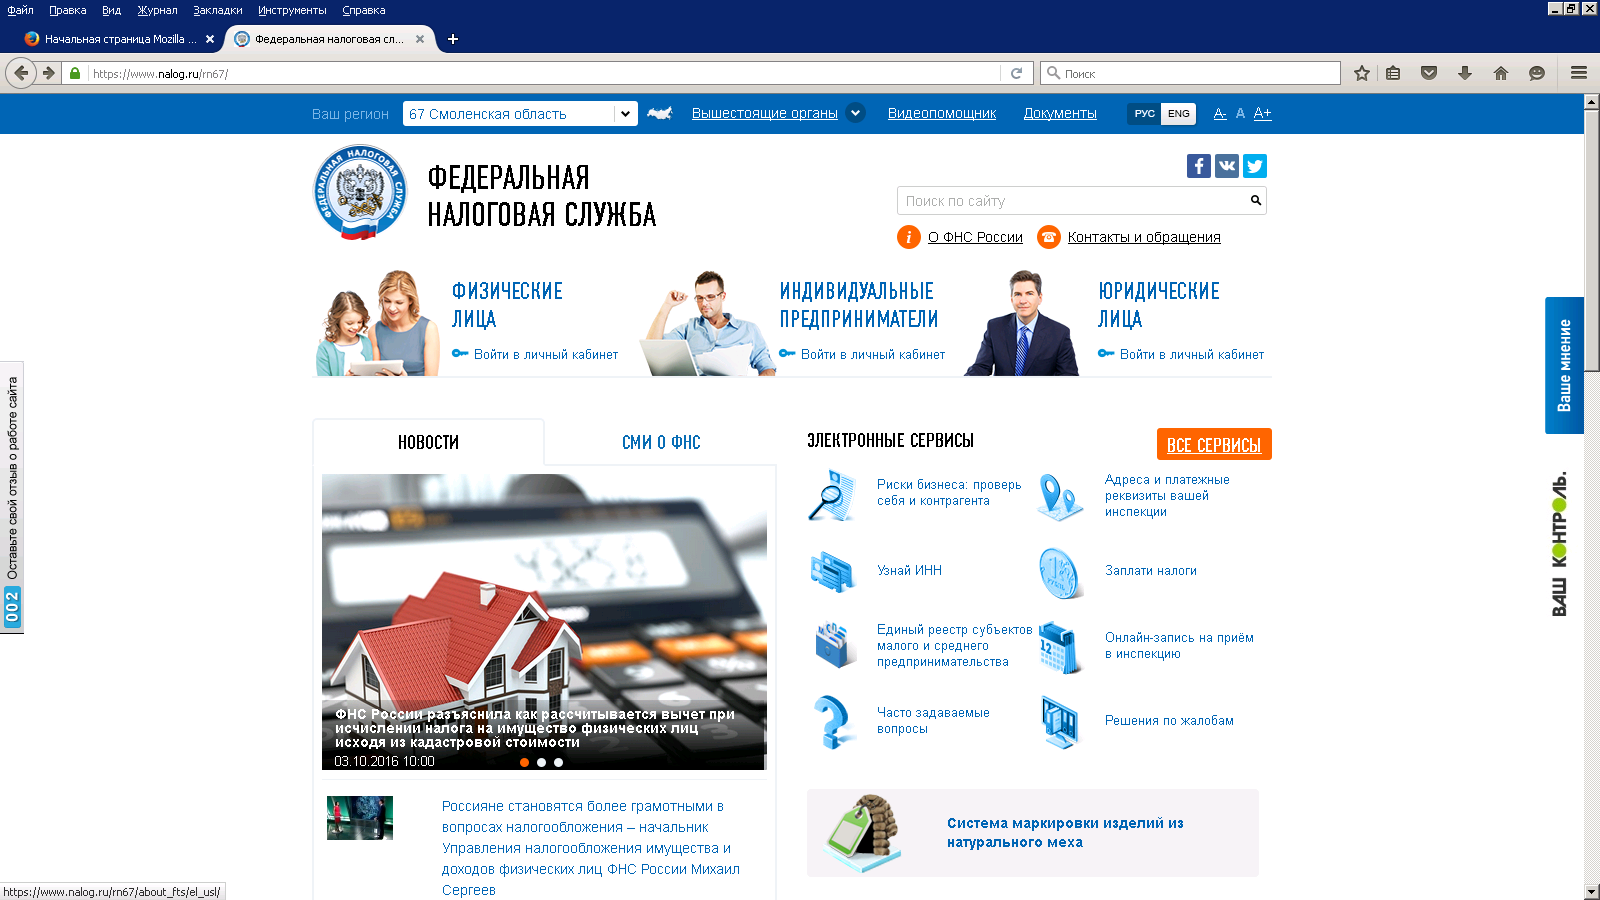 Файл Правка Вид Журнал Закладки Инструменты Справка
Начальная страница Mozilla ...
Федеральная налоговая сл...
https://www.nalog.ru/rn67/
Поиск
Ваш регион
67 Смоленская область
Вышестоящие органы
Видеопомощник
Документы
РУС ENG
A- A A+
ФЕДЕРАЛЬНАЯ НАЛОГОВАЯ СЛУЖБА
ФЕДЕРАЛЬНАЯ
НАЛОГОВАЯ СЛУЖБА
Поиск по сайту
О ФНС России
Контакты и обращения
ФИЗИЧЕСКИЕ
ЛИЦА
Войти в личный кабинет
ИНДИВИДУАЛЬНЫЕ
ПРЕДПРИНИМАТЕЛИ
Войти в личный кабинет
ЮРИДИЧЕСКИЕ
ЛИЦА
Войти в личный кабинет
НОВОСТИ
СМИ О ФНС
ФНС России разъяснила как рассчитывается вычет при
исчислении налога на имущество физических лиц
исходя из кадастровой стоимости
03.10.2016 10:00
Россияне становятся более грамотными в
вопросах налогообложения – начальник
Управления налогообложения имущества и
доходов физических лиц ФНС России Михаил
Сергеев
ЭЛЕКТРОННЫЕ СЕРВИСЫ
ВСЕ СЕРВИСЫ
Риски бизнеса: проверь
себя и контрагента
Адреса и платежные
реквизиты вашей
инспекции
Узнай ИНН
Заплати налоги
Единый реестр субъектов
малого и среднего
предпринимательства
12
Онлайн-запись на приём
в инспекцию
Часто задаваемые
вопросы
Решения по жалобам
Система маркировки изделий из
натурального меха
Оставьте свой отзыв о работе сайта
002
Ваше мнение
ВАШ КОНТРОЛЬ.
https://www.nalog.ru/rn67/about_fts/el_usl/